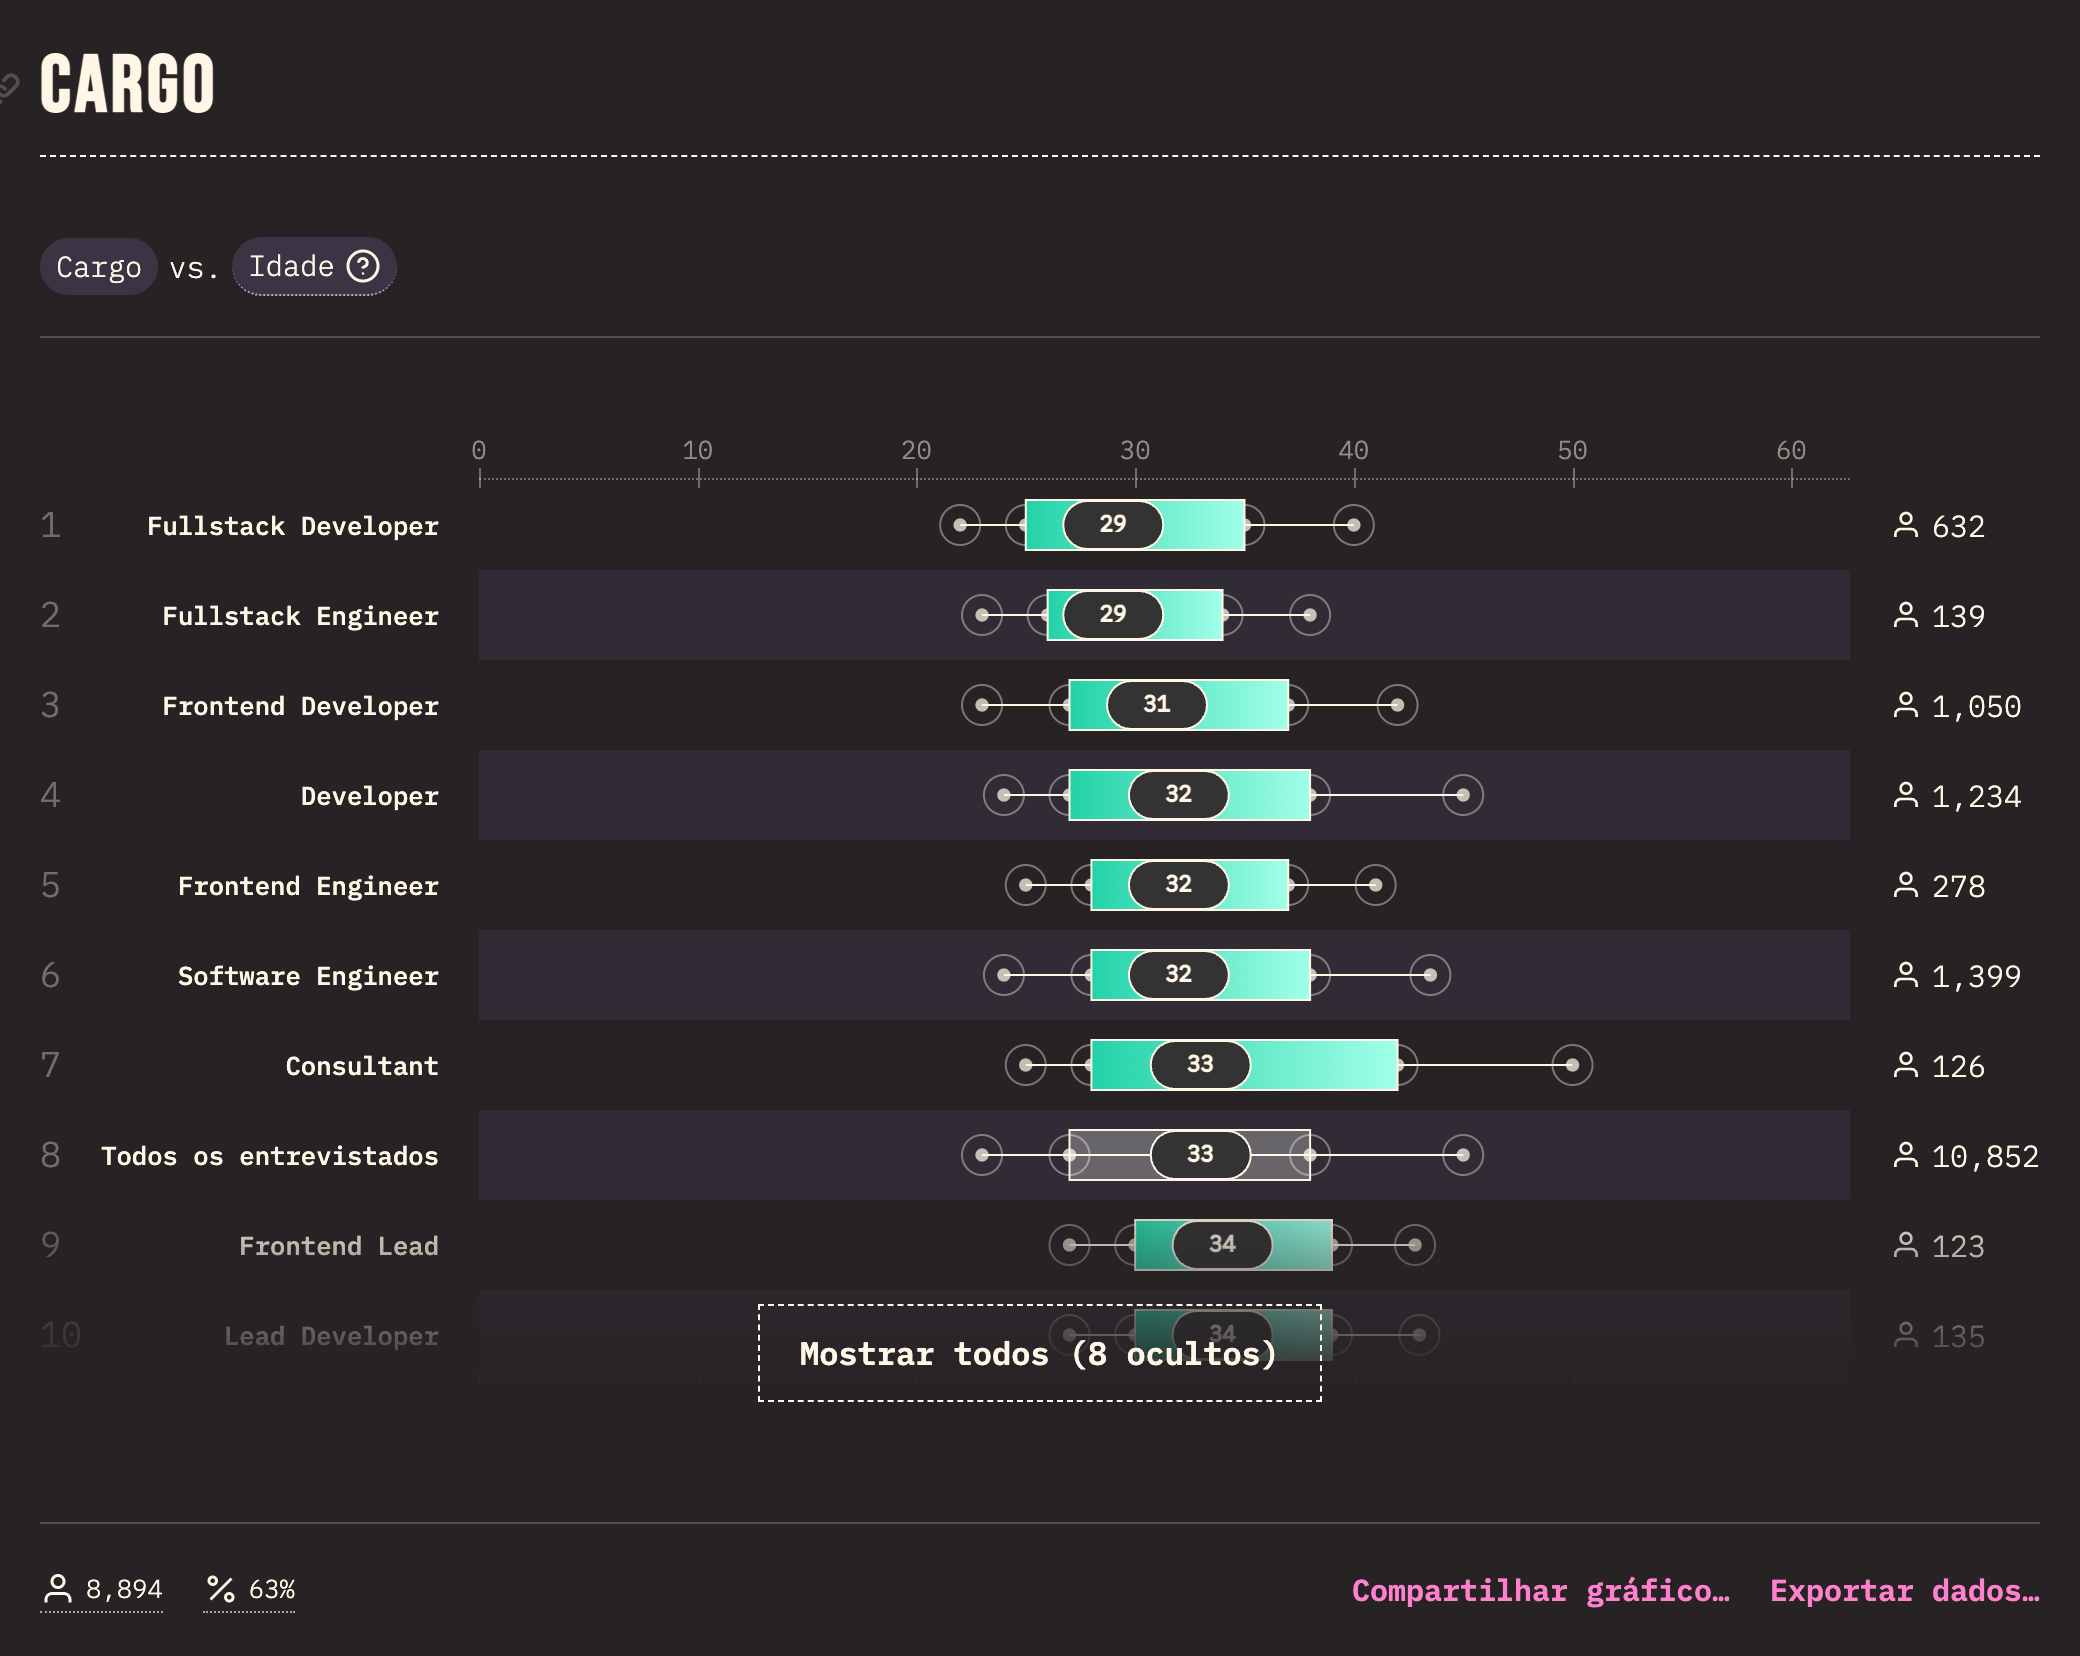 CARGO
Cargo vs. Idade
0 10 20 30 40 50 60
1 Fullstack Developer 29 632
2 Fullstack Engineer 29 139
3 Frontend Developer 31 1,050
4 Developer 32 1,234
5 Frontend Engineer 32 278
6 Software Engineer 32 1,399
7 Consultant 33 126
8 Todos os entrevistados 33 10,852
9 Frontend Lead 34 123
10 Lead Developer 34 135
Mostrar todos (8 ocultos)
8,894 63% Compartilhar gráfico… Exportar dados…